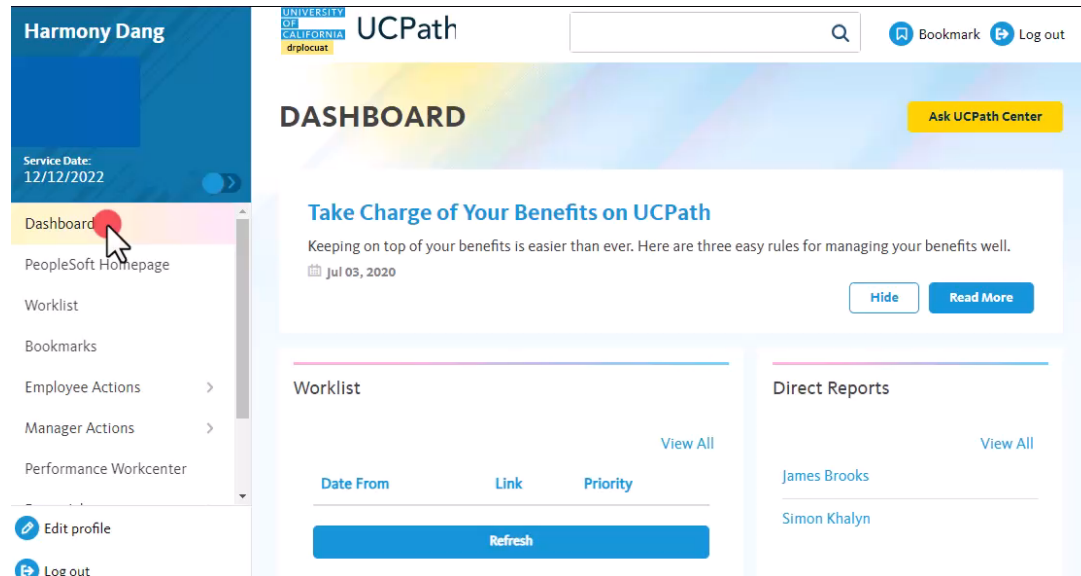 Harmony Dang
Service Date:
12/12/2022
Dashboard
PeopleSoft Homepage
Worklist
Bookmarks
Employee Actions
Manager Actions
Performance Workcenter
Edit profile
Log out
UNIVERSITY
OF
CALIFORNIA
drplocuat
UCPath
Bookmark
Log out
DASHBOARD
Ask UCPath Center
Take Charge of Your Benefits on UCPath
Keeping on top of your benefits is easier than ever. Here are three easy rules for managing your benefits well.
Jul 03, 2020
Hide
Read More
Worklist
View All
Date From Link Priority
Refresh
Direct Reports
View All
James Brooks
Simon Khalyn